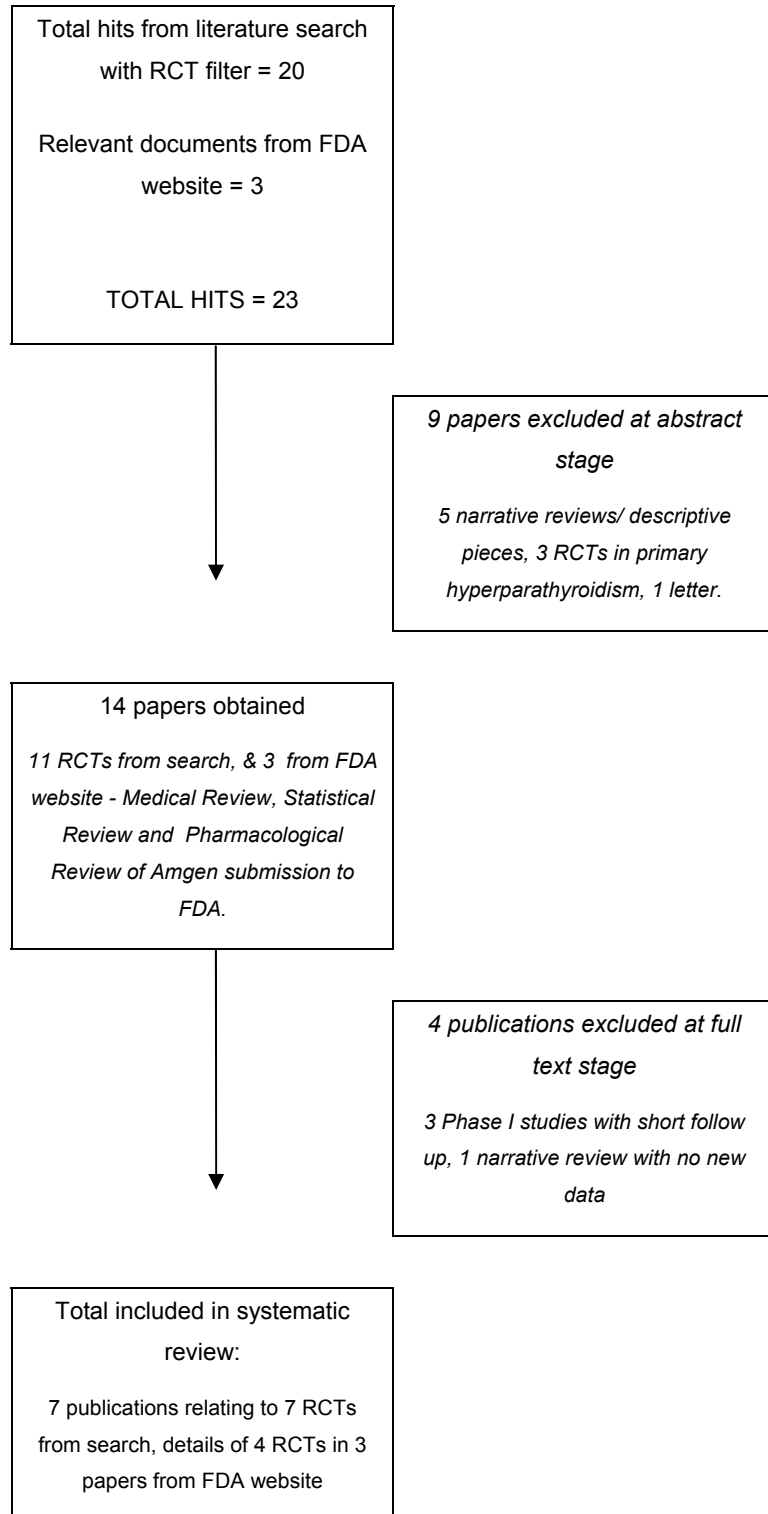 Total hits from literature search
with RCT filter = 20
Relevant documents from FDA
website = 3
TOTAL HITS = 23
9 papers excluded at abstract
stage
5 narrative reviews/ descriptive
pieces, 3 RCTs in primary
hyperparathyroidism, 1 letter.
14 papers obtained
11 RCTs from search, & 3 from FDA
website - Medical Review, Statistical
Review and Pharmacological
Review of Amgen submission to
FDA.
4 publications excluded at full
text stage
3 Phase I studies with short follow
up, 1 narrative review with no new
data
Total included in systematic
review:
7 publications relating to 7 RCTs
from search, details of 4 RCTs in 3
papers from FDA website